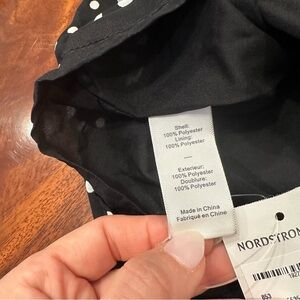 Shell:
100% Polyester
Lining:
100% Polyester
Exterieur:
100% Polyester
Doublure:
100% Polyester
Made in China
Fabriqué en Chine
NORDSTROM